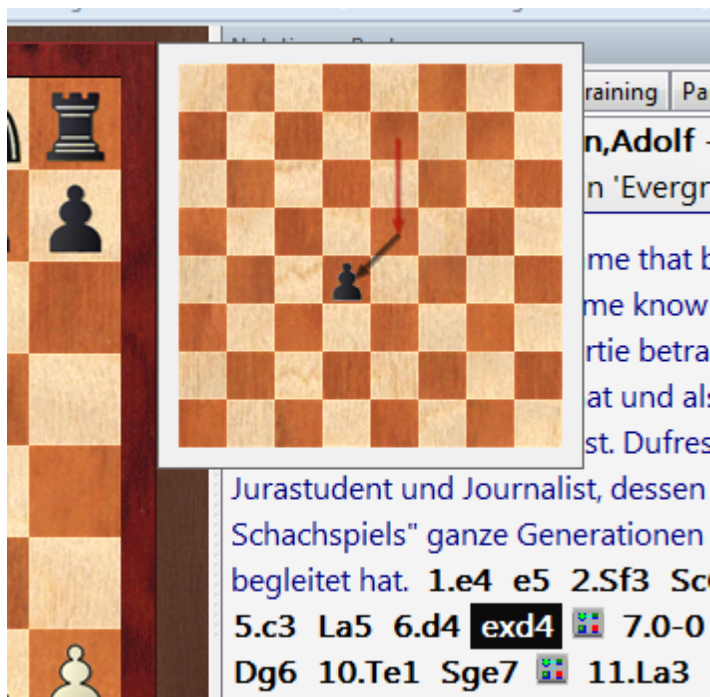 raining Pa
n,Adolf -
n 'Evergr
me that b
me know
rtie betra
at und als
st. Dufres
Jurastudent und Journalist, dessen
Schachspiels" ganze Generationen
begleitet hat. 1.e4 e5 2.Sf3 Sc
5.c3 La5 6.d4 exd4 7.0-0
Dg6 10.Te1 Sge7 11.La3